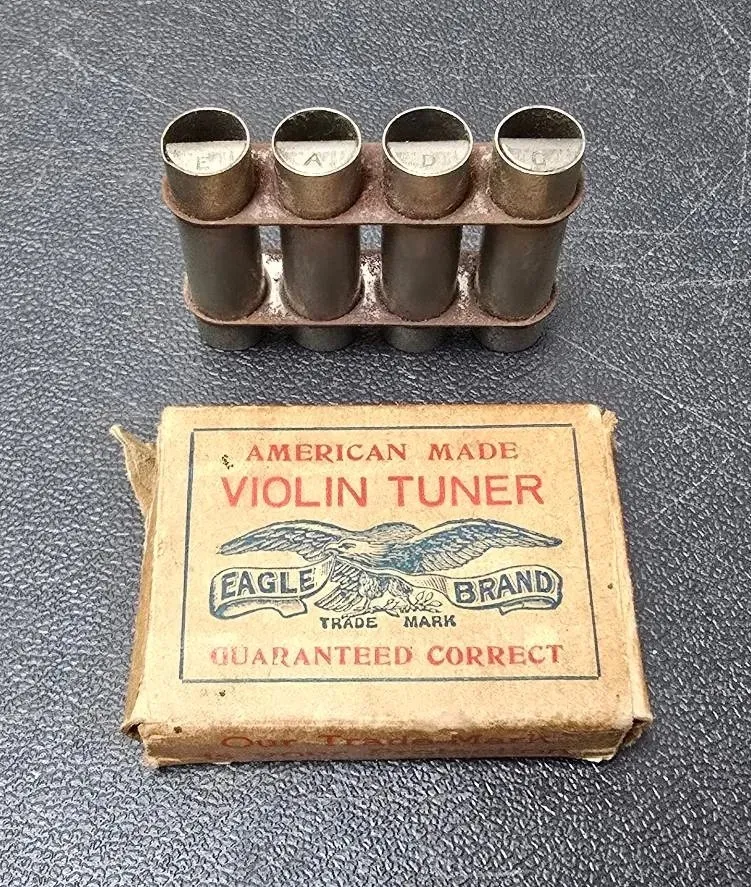 E A D G
AMERICAN MADE
VIOLIN TUNER
EAGLE BRAND
TRADE MARK
GUARANTEED CORRECT
Our Trade Mark